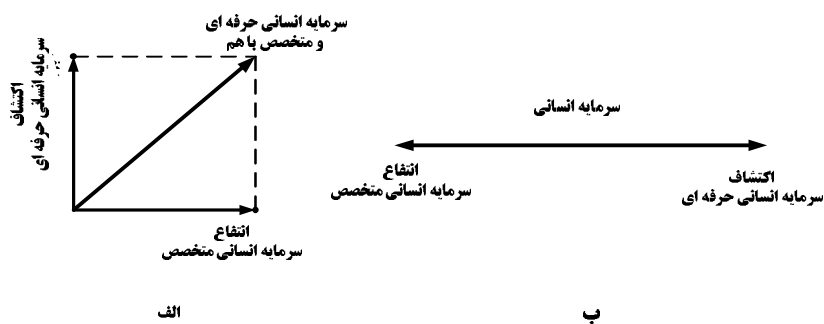 سرمایه انسانی حرفه ای
و متخصص با هم
اکتشاف
سرمایه انسانی حرفه ای
انتفاع
سرمایه انسانی متخصص
الف
سرمایه انسانی
اکتشاف
سرمایه انسانی حرفه ای
انتفاع
سرمایه انسانی متخصص
ب